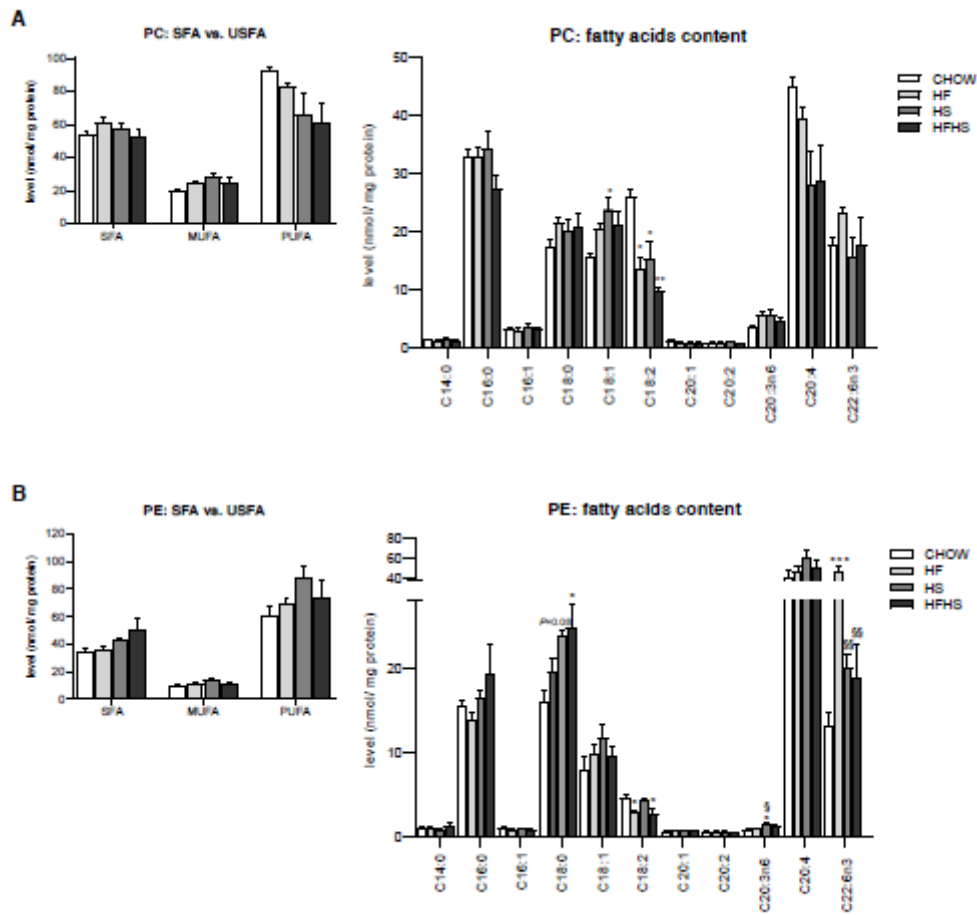 A
PC: SFA vs. USFA
level (nmol/ mg protein)
100
80
60
40
20
0
SFA
MUFA
PUFA
PC: fatty acids content
level (nmol/ mg protein)
50
40
30
20
10
0
*
*
*
**
C14:0
C16:0
C16:1
C18:0
C18:1
C18:2
C20:1
C20:2
C20:3n6
C20:4
C22:6n3
CHOW
HF
HS
HFHS
B
PE: SFA vs. USFA
level (nmol/ mg protein)
120
100
80
60
40
20
0
SFA
MUFA
PUFA
PE: fatty acids content
level (nmol/ mg protein)
80
60
40
20
10
0
*
*
*
***
§§
§§
C14:0
C16:0
C16:1
C18:0
C18:1
C18:2
C20:1
C20:2
C20:3n6
C20:4
C22:6n3
CHOW
HF
HS
HFHS